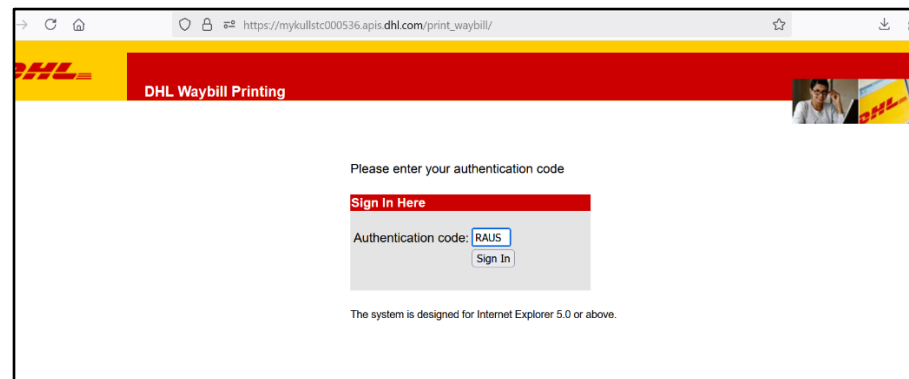 https://mykullstc000536.apis.dhl.com/print_waybill/
DHL
DHL Waybill Printing
DHL
Please enter your authentication code
Sign In Here
Authentication code: RAUS
Sign In
The system is designed for Internet Explorer 5.0 or above.